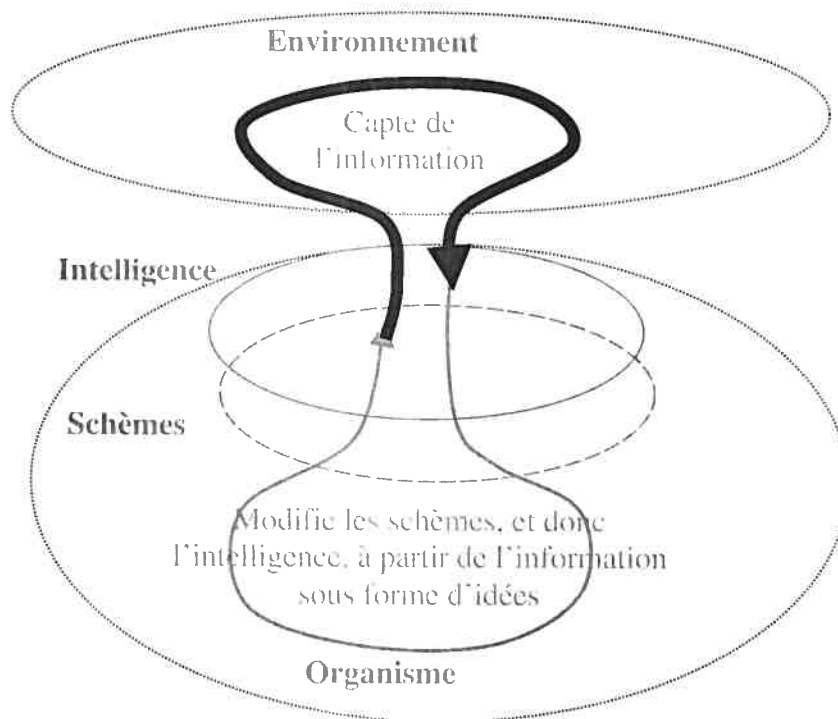 Environnement
Capte de
l'information
Intelligence
Schèmes
Modifie les schèmes, et donc
l'intelligence, à partir de l'information
sous forme d'idées
Organisme